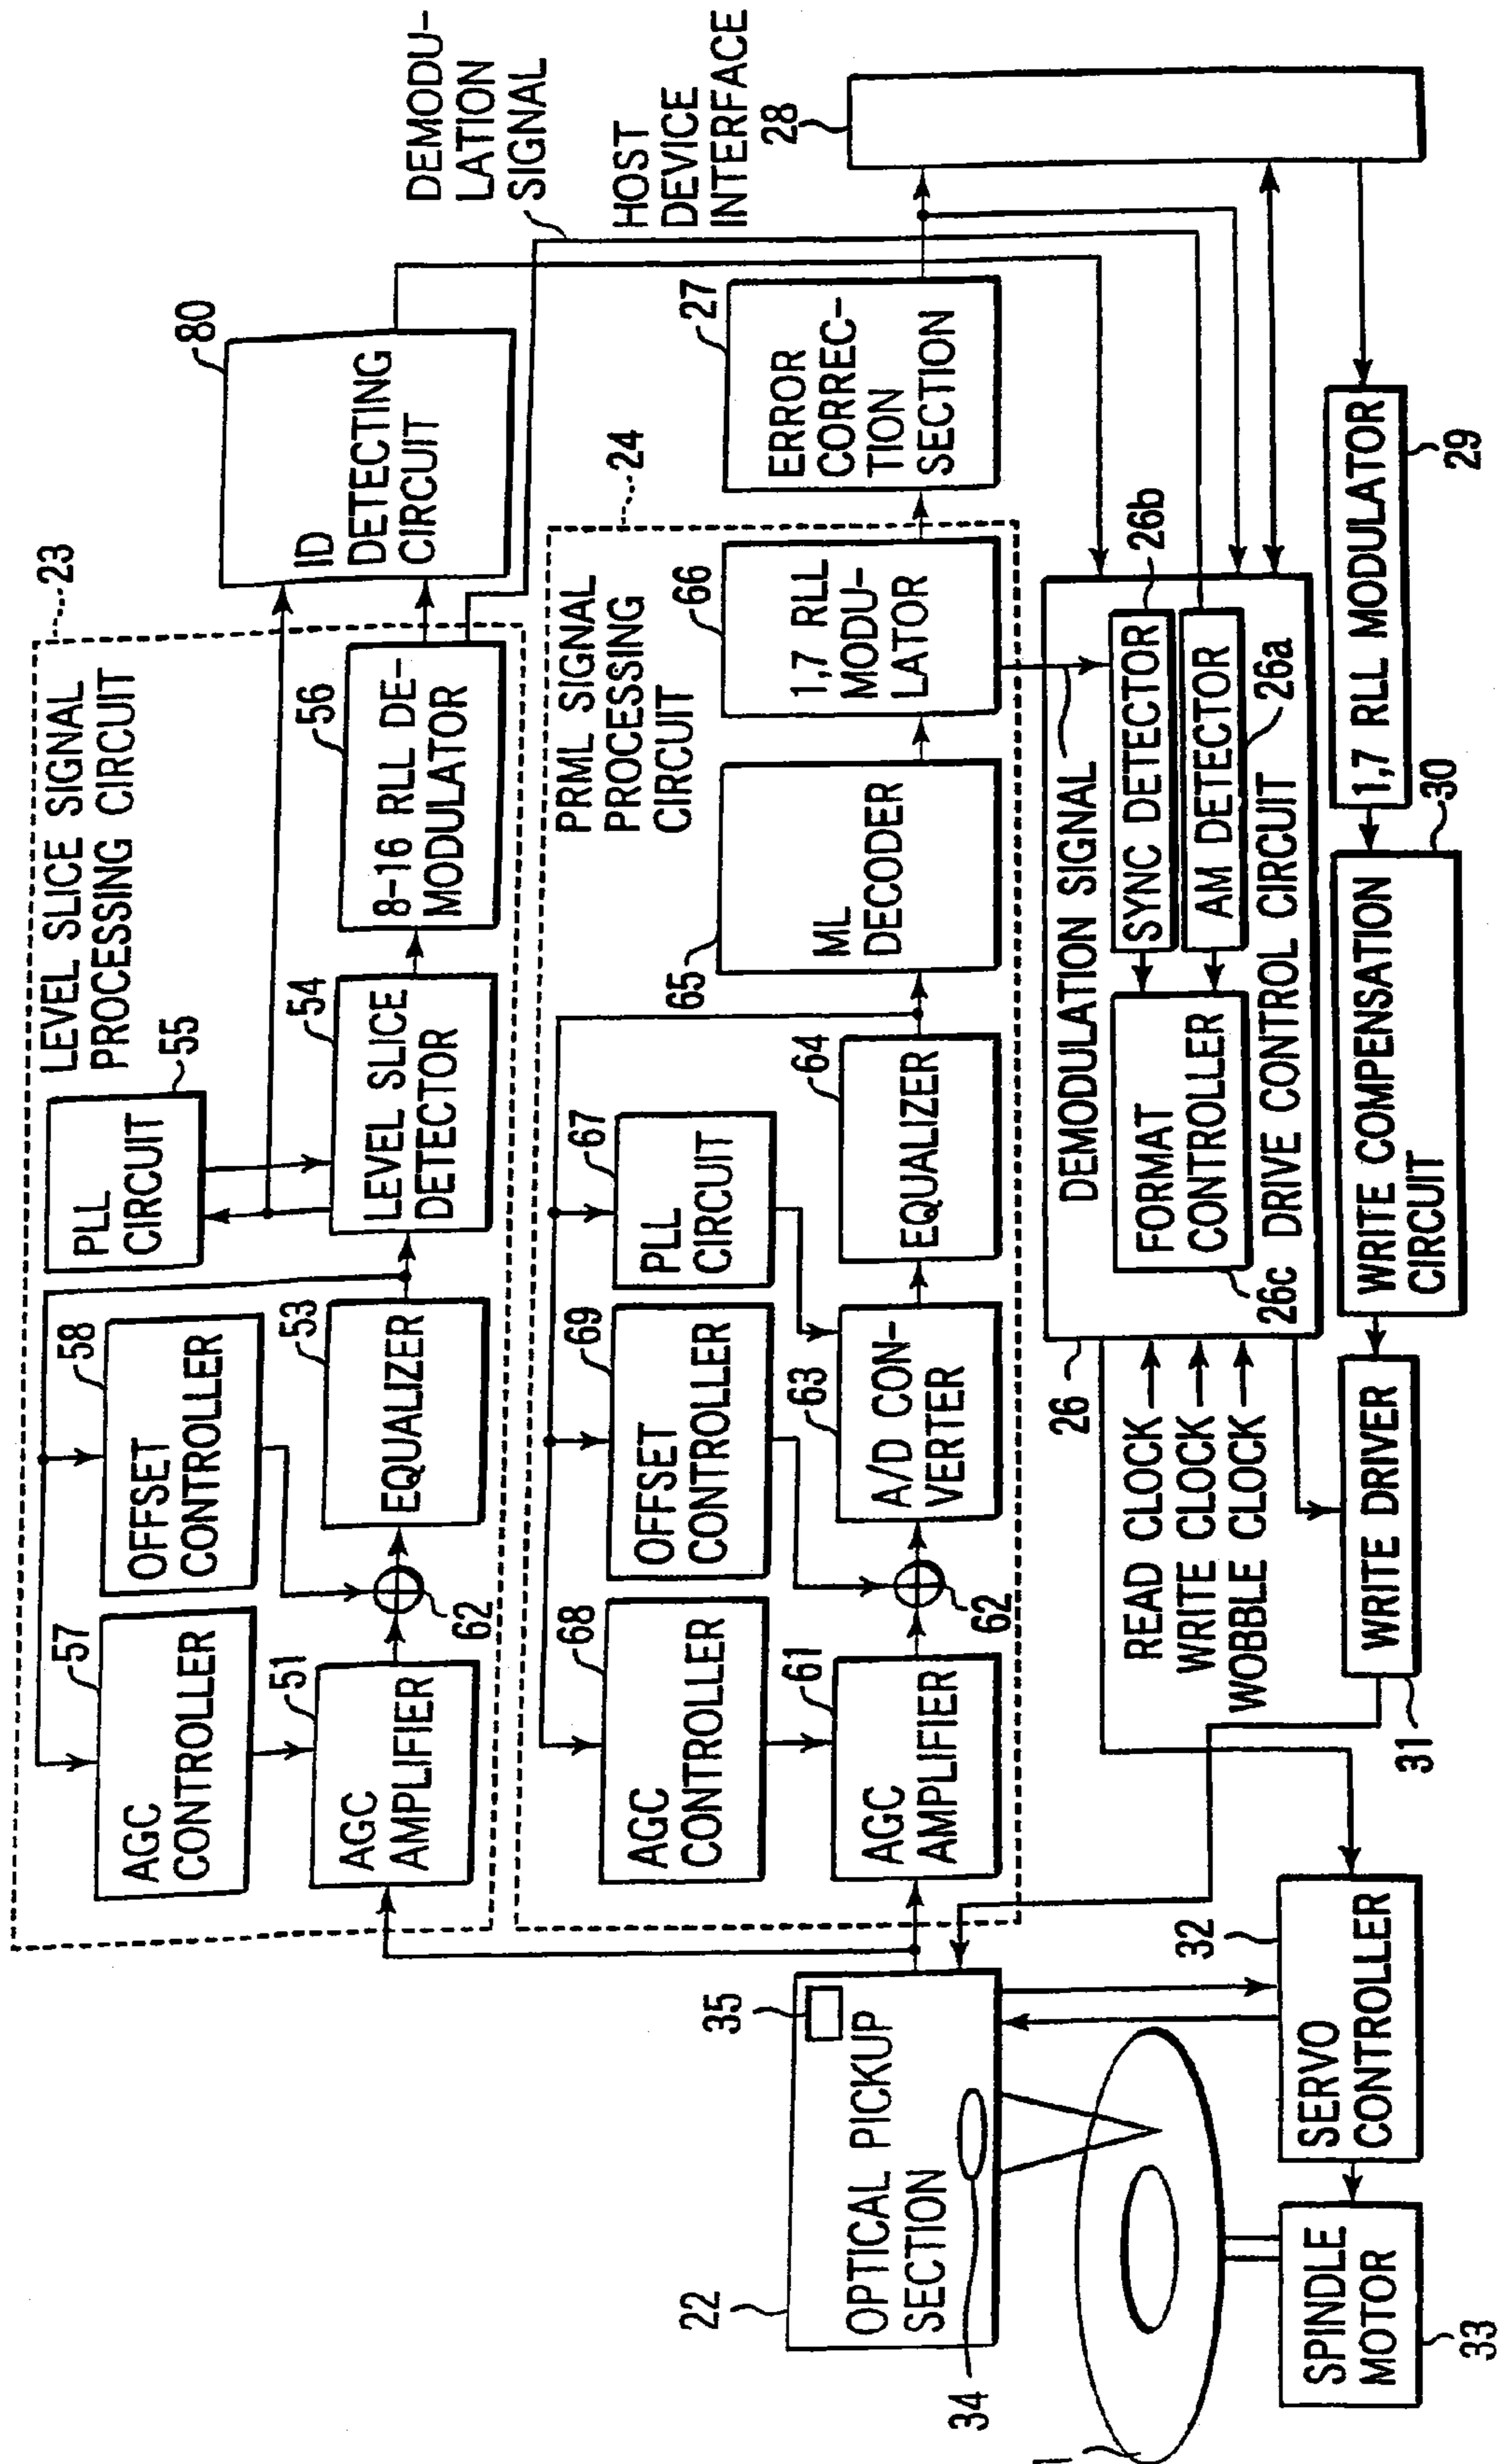 LEVEL SLICE SIGNAL
PROCESSING CIRCUIT
23
57
AGC
CONTROLLER
58
OFFSET
CONTROLLER
PLL
CIRCUIT
55
51
AGC
AMPLIFIER
62
53
EQUALIZER
54
LEVEL SLICE
DETECTOR
56
8-16 RLL DE-
MODULATOR
80
ID
DETECTING
CIRCUIT
DEMODU-
LATION
SIGNAL
PRML SIGNAL
PROCESSING
CIRCUIT
24
68
AGC
CONTROLLER
69
OFFSET
CONTROLLER
67
PLL
CIRCUIT
61
AGC
AMPLIFIER
62
63
A/D CON-
VERTER
64
EQUALIZER
65
ML
DECODER
66
1,7 RLL
MODU-
LATOR
27
ERROR
CORREC-
TION
SECTION
HOST
DEVICE
INTERFACE
28
22
35
OPTICAL PICKUP
SECTION
34
1
DEMODULATION SIGNAL
26
READ CLOCK
WRITE CLOCK
WOBBLE CLOCK
FORMAT
CONTROLLER
26c
SYNC DETECTOR
26b
AM DETECTOR
26a
DRIVE CONTROL CIRCUIT
32
SERVO
CONTROLLER
SPINDLE
MOTOR
33
WRITE DRIVER
31
WRITE COMPENSATION
CIRCUIT
30
1,7 RLL MODULATOR
29